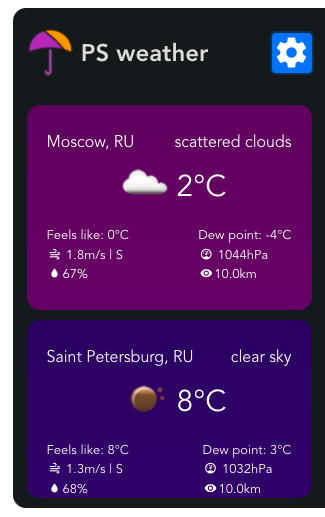 PS weather
Moscow, RU scattered clouds
2°C
Feels like: 0°C Dew point: -4°C
1.8m/s | S 1044hPa
67% 10.0km
Saint Petersburg, RU clear sky
8°C
Feels like: 8°C Dew point: 3°C
1.3m/s | S 1032hPa
68% 10.0km